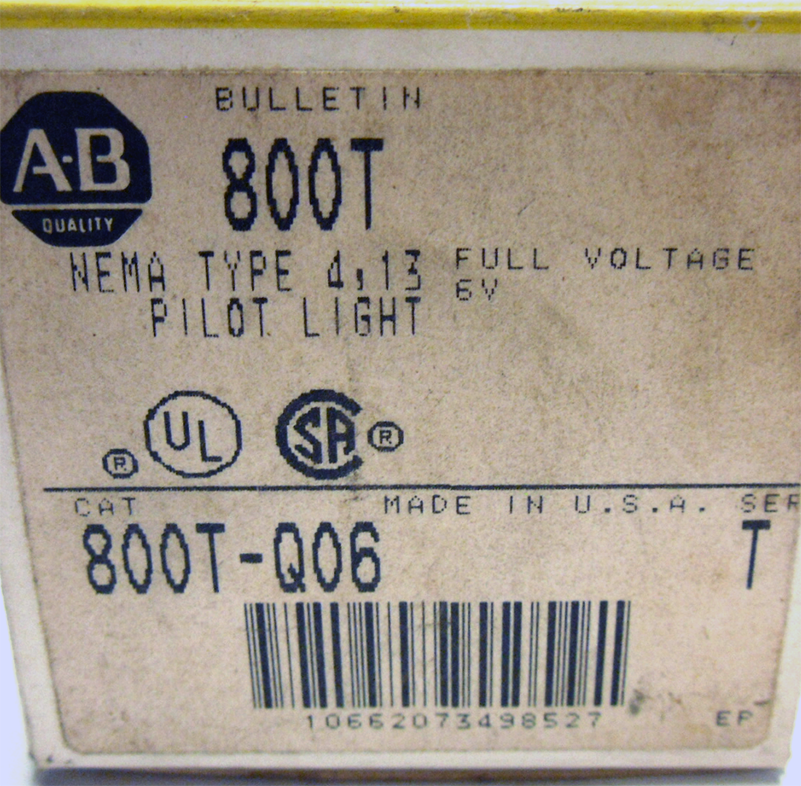 A-B
QUALITY
BULLETIN
800T
NEMA TYPE 4,13
PILOT LIGHT
FULL VOLTAGE
6V
® UL
SA ®
CAT MADE IN U.S.A. SER
800T-Q06 T
10662073498527 EP